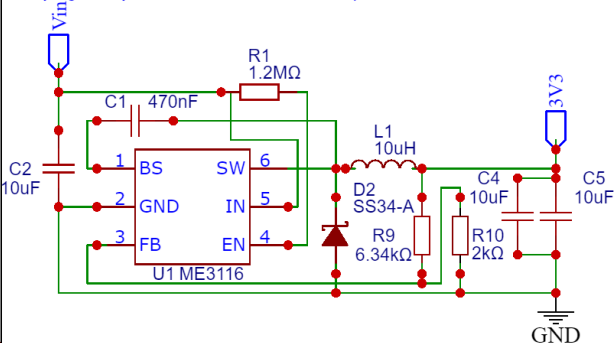 Vin
R1
1.2MΩ
C1
470nF
3V3
L1
10uH
C2
10uF
1
BS
SW
6
2
GND
IN
5
3
FB
EN
4
U1 ME3116
D2
SS34-A
R9
6.34kΩ
R10
2kΩ
C4
10uF
C5
10uF
GND